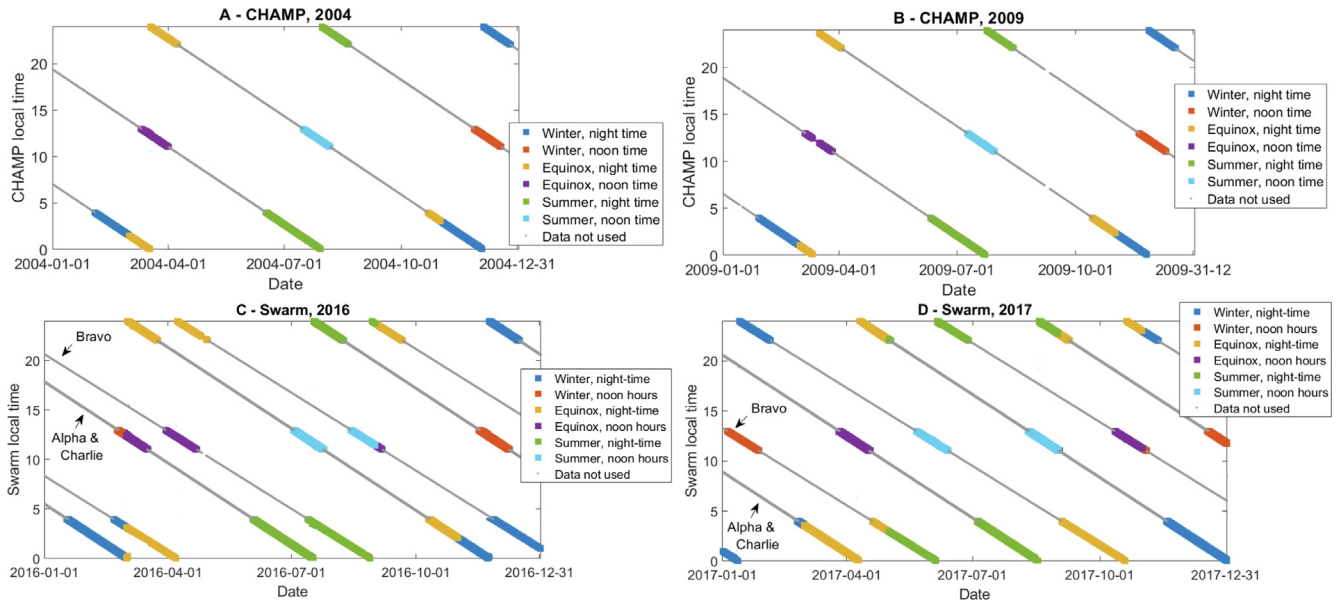 A - CHAMP, 2004
CHAMP local time
20
15
10
5
0
2004-01-01
2004-04-01
2004-07-01
2004-10-01
2004-12-31
Date
Winter, night time
Winter, noon time
Equinox, night time
Equinox, noon time
Summer, night time
Summer, noon time
Data not used
B - CHAMP, 2009
CHAMP local time
20
15
10
5
0
2009-01-01
2009-04-01
2009-07-01
2009-10-01
2009-31-12
Date
Winter, night time
Winter, noon time
Equinox, night time
Equinox, noon time
Summer, night time
Summer, noon time
Data not used
C - Swarm, 2016
Swarm local time
20
15
10
5
0
Bravo
Alpha &
Charlie
2016-01-01
2016-04-01
2016-07-01
2016-10-01
2016-12-31
Date
Winter, night-time
Winter, noon hours
Equinox, night-time
Equinox, noon hours
Summer, night-time
Summer, noon hours
Data not used
D - Swarm, 2017
Swarm local time
20
15
10
5
0
Bravo
Alpha &
Charlie
2017-01-01
2017-04-01
2017-07-01
2017-10-01
2017-12-31
Date
Winter, night-time
Winter, noon hours
Equinox, night-time
Equinox, noon hours
Summer, night-time
Summer, noon hours
Data not used